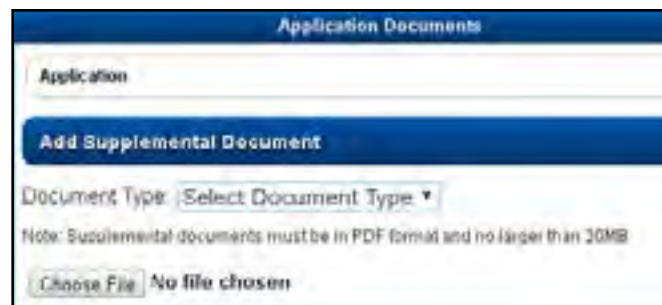 Application Documents
Application
Add Supplemental Document
Document Type: Select Document Type
Note: Supplemental documents must be in PDF format and no larger than 30MB
Choose File No file chosen